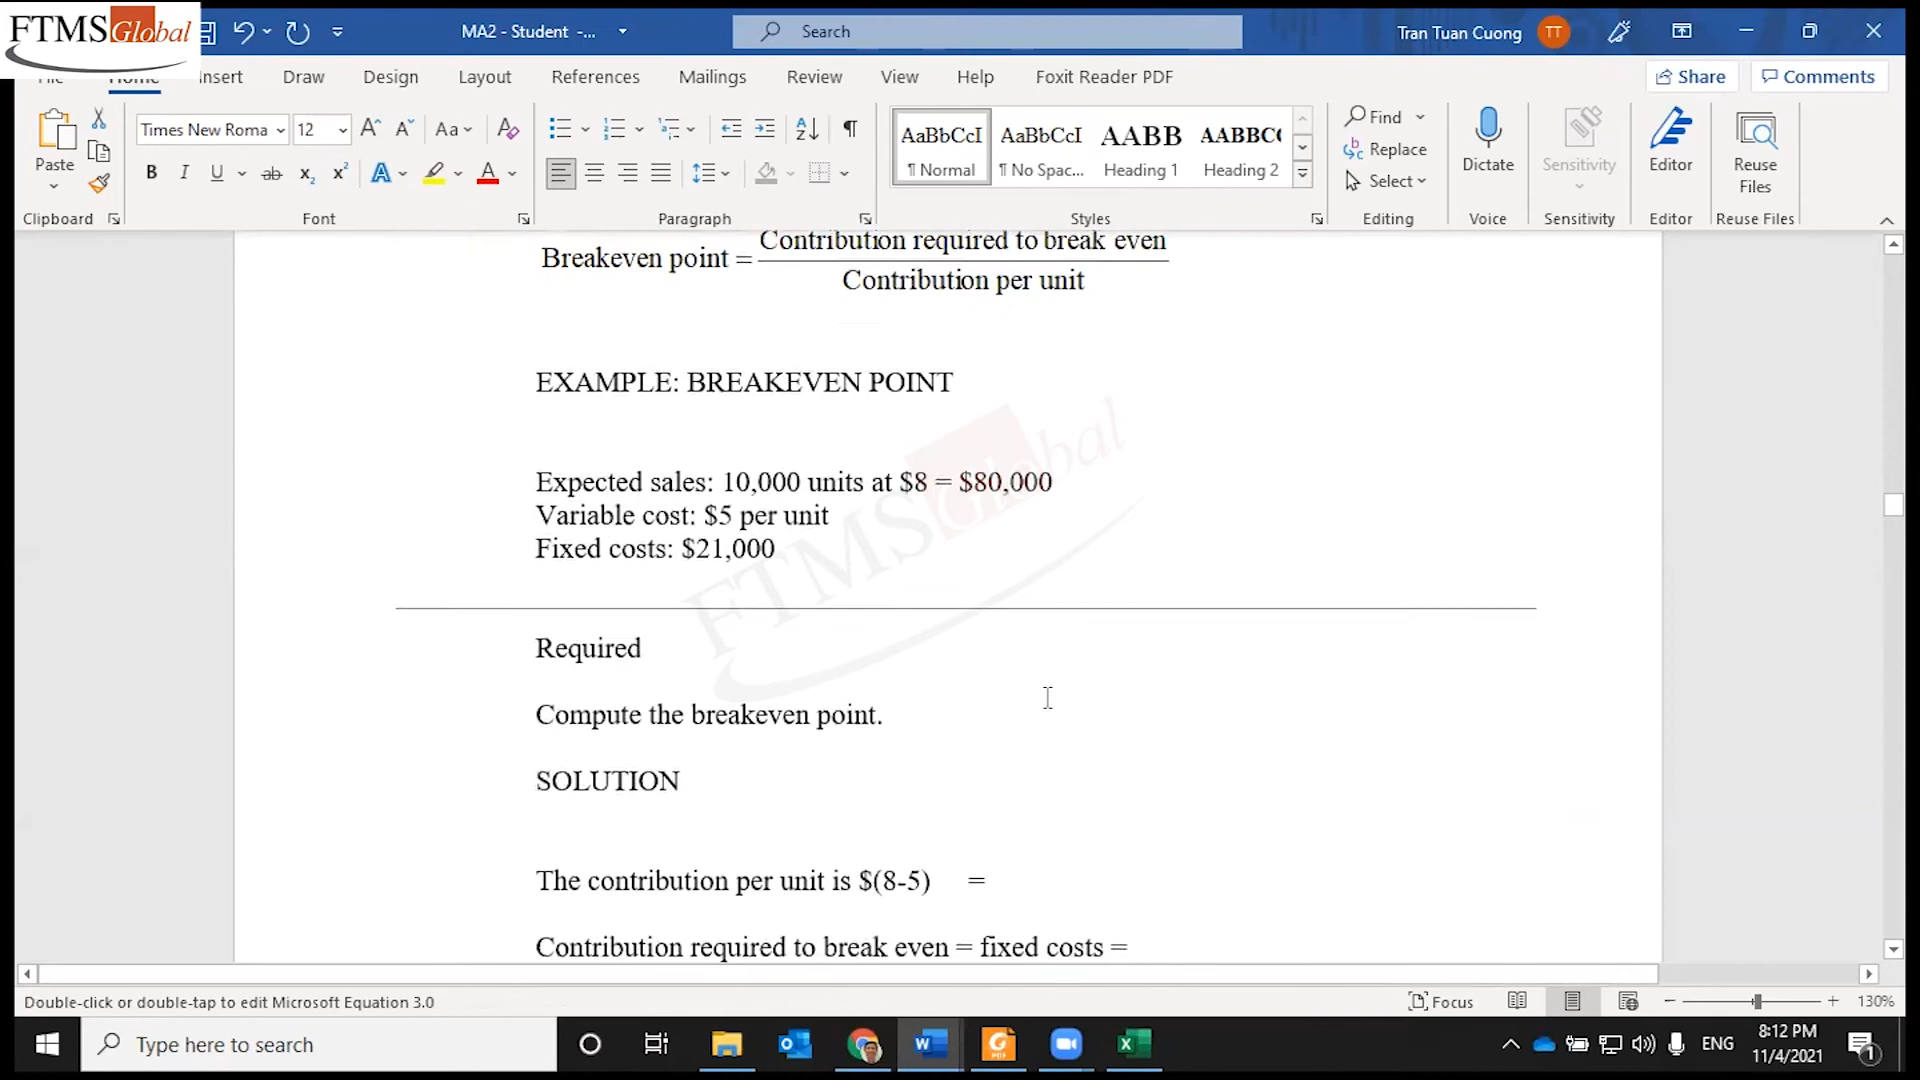 FTMSGlobal
MA2 - Student -...
Search
Tran Tuan Cuong
TT
Home
Insert
Draw
Design
Layout
References
Mailings
Review
View
Help
Foxit Reader PDF
Share
Comments
Paste
Times New Roma
12
Aa
AaBbCcI
AaBbCcI
AABB
AABBC
¶ Normal
¶ No Spac...
Heading 1
Heading 2
Find
Replace
Select
Dictate
Sensitivity
Editor
Reuse
Files
Clipboard
Font
Paragraph
Styles
Editing
Voice
Sensitivity
Editor
Reuse Files
Breakeven point = Contribution required to break even
Contribution per unit
EXAMPLE: BREAKEVEN POINT
Expected sales: 10,000 units at $8 = $80,000
Variable cost: $5 per unit
Fixed costs: $21,000
FTMSGlobal
Required
Compute the breakeven point.
SOLUTION
The contribution per unit is $(8-5) =
Contribution required to break even = fixed costs =
Double-click or double-tap to edit Microsoft Equation 3.0
Focus
130%
Type here to search
ENG
8:12 PM
11/4/2021
1